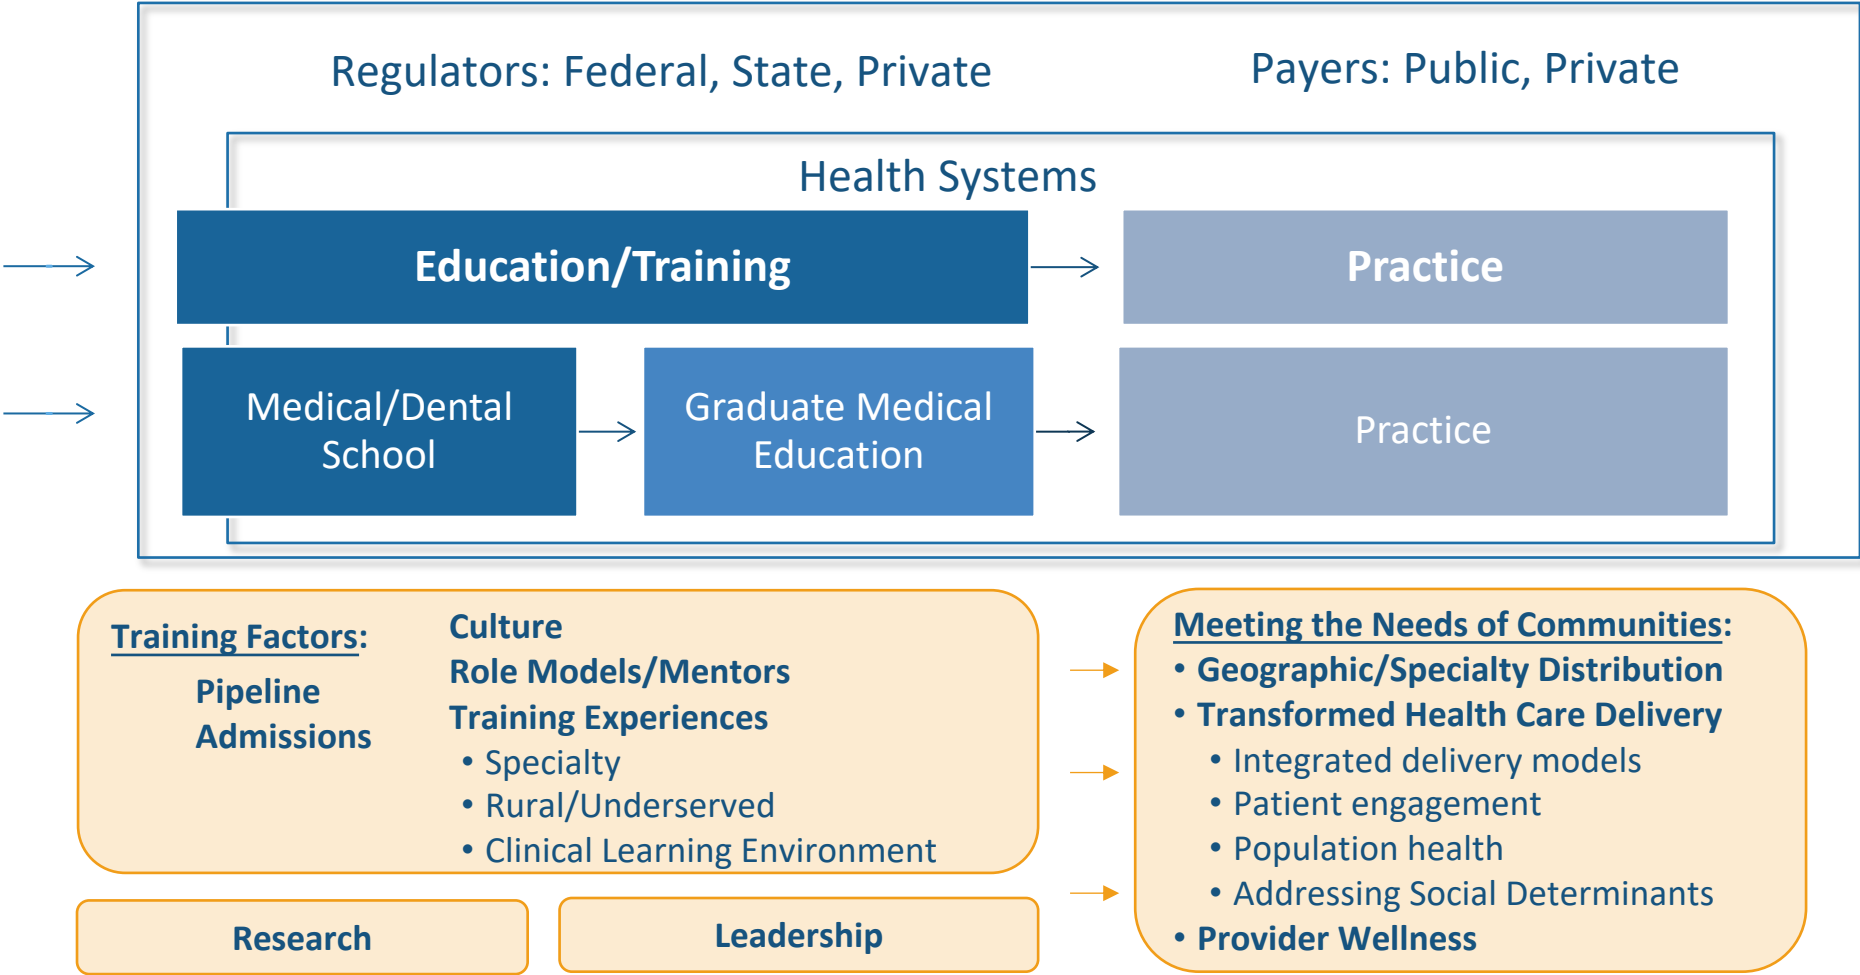 Regulators: Federal, State, Private
Payers: Public, Private
Health Systems
Education/Training
Practice
Medical/Dental
School
Graduate Medical
Education
Practice
Training Factors:
Pipeline
Admissions
Culture
Role Models/Mentors
Training Experiences
• Specialty
• Rural/Underserved
• Clinical Learning Environment
Meeting the Needs of Communities:
• Geographic/Specialty Distribution
• Transformed Health Care Delivery
• Integrated delivery models
• Patient engagement
• Population health
• Addressing Social Determinants
• Provider Wellness
Research
Leadership